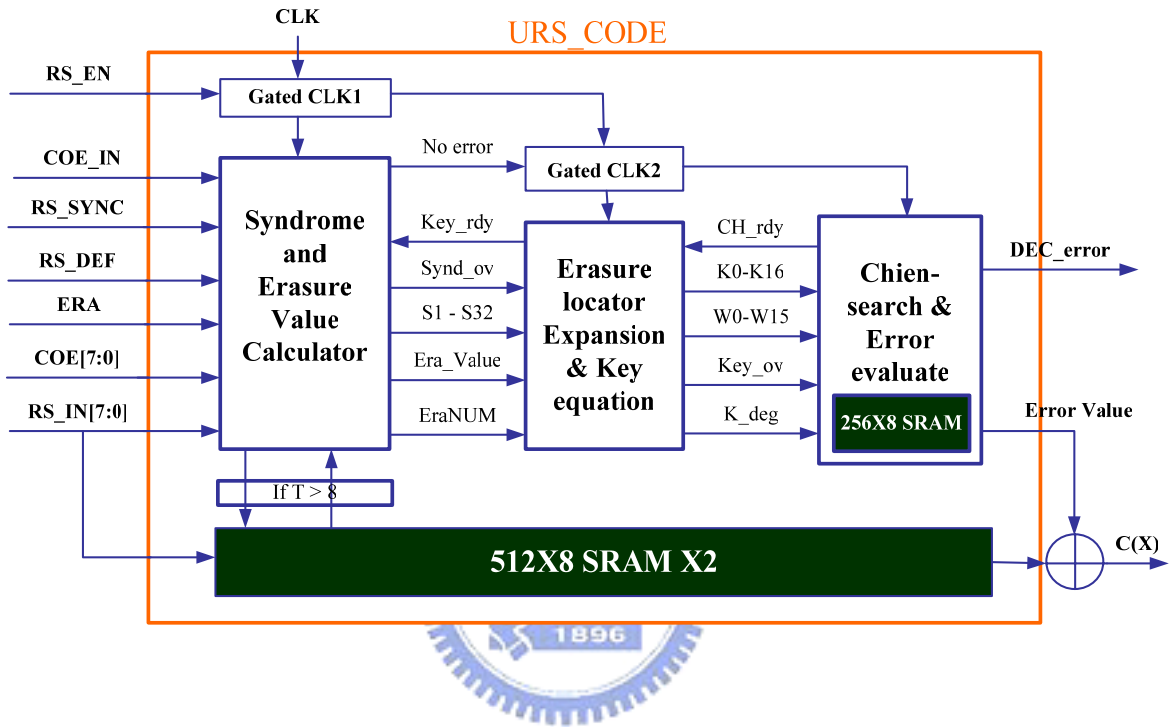 CLK
URS_CODE
RS_EN
Gated CLK1
COE_IN
No error
Gated CLK2
RS_SYNC
Syndrome
and
Erasure
Value
Calculator
Key_rdy
CH_rdy
RS_DEF
Synd_ov
Erasure
locator
Expansion
& Key
equation
K0-K16
Chien-
search &
Error
evaluate
DEC_error
ERA
S1 - S32
W0-W15
COE[7:0]
Era_Value
Key_ov
RS_IN[7:0]
EraNUM
K_deg
256X8 SRAM
Error Value
If T > 8
512X8 SRAM X2
C(X)
1896